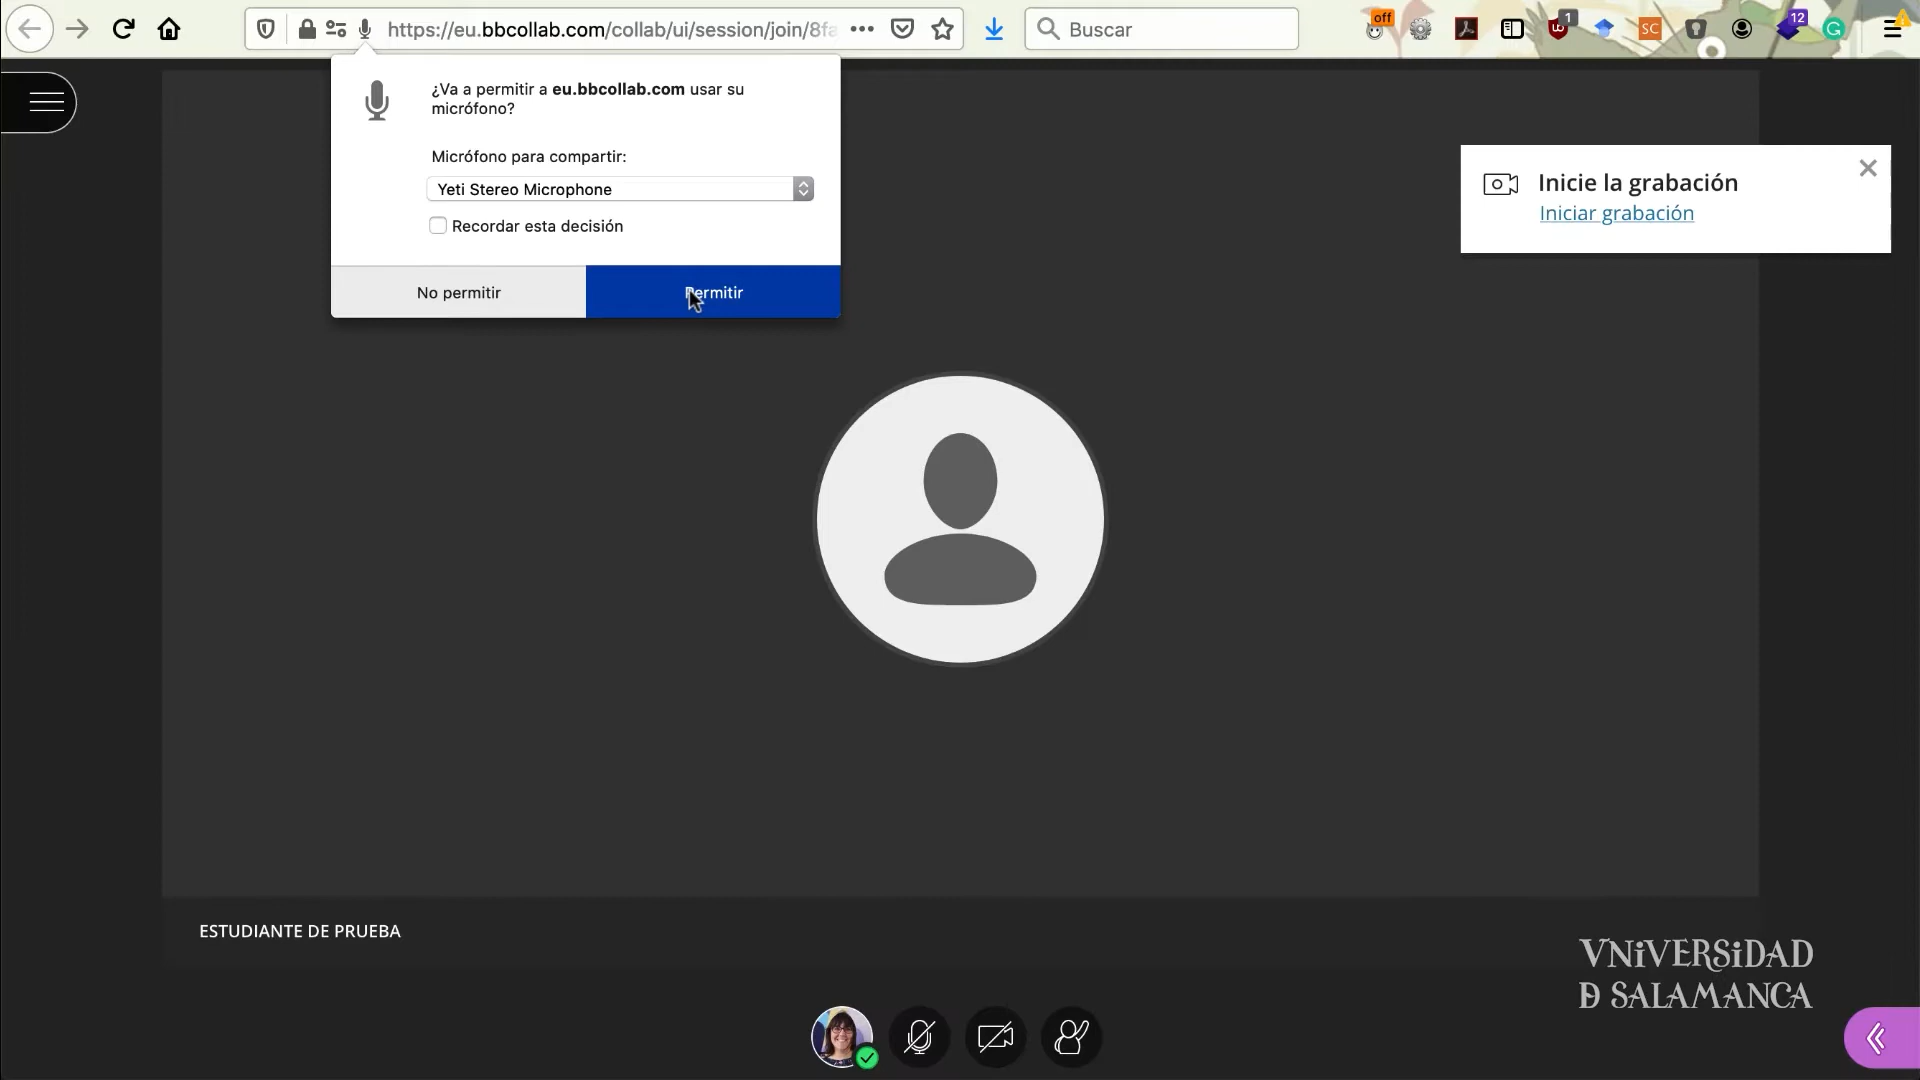 https://eu.bbcollab.com/collab/ui/session/join/8fa
Buscar
off
SC
1
12
¿Va a permitir a eu.bbcollab.com usar su
micrófono?
Micrófono para compartir:
Yeti Stereo Microphone
Recordar esta decisión
No permitir
Permitir
Inicie la grabación
Iniciar grabación
ESTUDIANTE DE PRUEBA
VNiVERSiDAD
D SALAMANCA